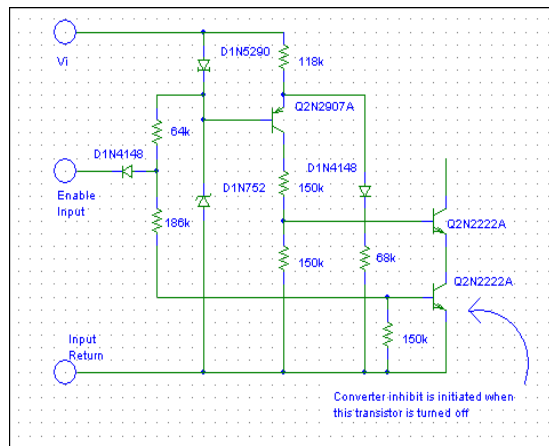 D1N5290
Vi
118k
Q2N2907A
64k
D1N4148
D1N4148
Enable
Input
D1N752
150k
186k
Q2N2222A
150k
68k
Q2N2222A
Input
Return
150k
Converter inhibit is initiated when
this transistor is turned off